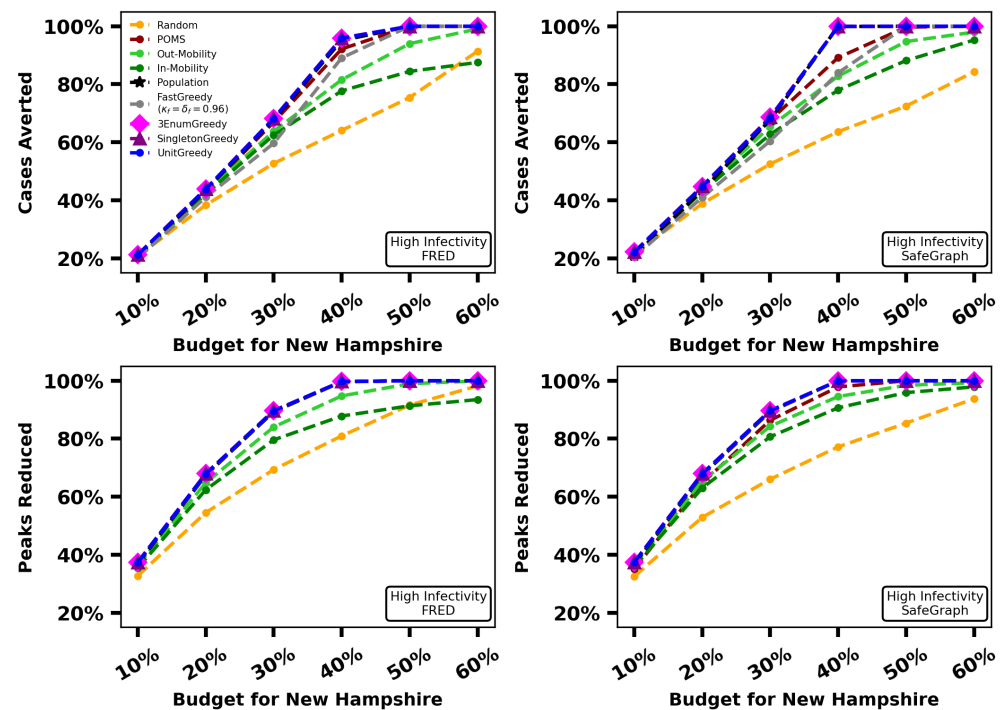 100%
80%
60%
40%
20%
Cases Averted
Random
POMS
Out-Mobility
In-Mobility
Population
FastGreedy
(κf = δf = 0.96)
3EnumGreedy
SingletonGreedy
UnitGreedy
High Infectivity
FRED
10%
20%
30%
40%
50%
60%
Budget for New Hampshire
100%
80%
60%
40%
20%
Cases Averted
High Infectivity
SafeGraph
10%
20%
30%
40%
50%
60%
Budget for New Hampshire
100%
80%
60%
40%
20%
Peaks Reduced
High Infectivity
FRED
10%
20%
30%
40%
50%
60%
Budget for New Hampshire
100%
80%
60%
40%
20%
Peaks Reduced
High Infectivity
SafeGraph
10%
20%
30%
40%
50%
60%
Budget for New Hampshire